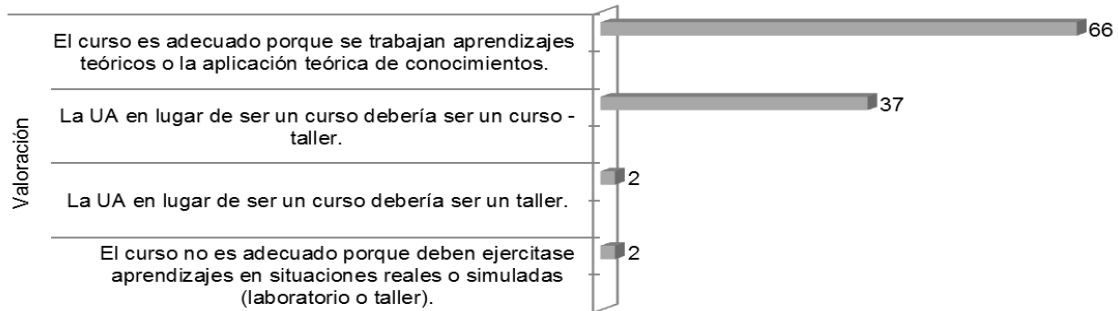 El curso es adecuado porque se trabajan aprendizajes
teóricos o la aplicación teórica de conocimientos.
66
La UA en lugar de ser un curso debería ser un curso -
taller.
37
La UA en lugar de ser un curso debería ser un taller.
2
El curso no es adecuado porque deben ejercitase
aprendizajes en situaciones reales o simuladas
(laboratorio o taller).
2
Valoración